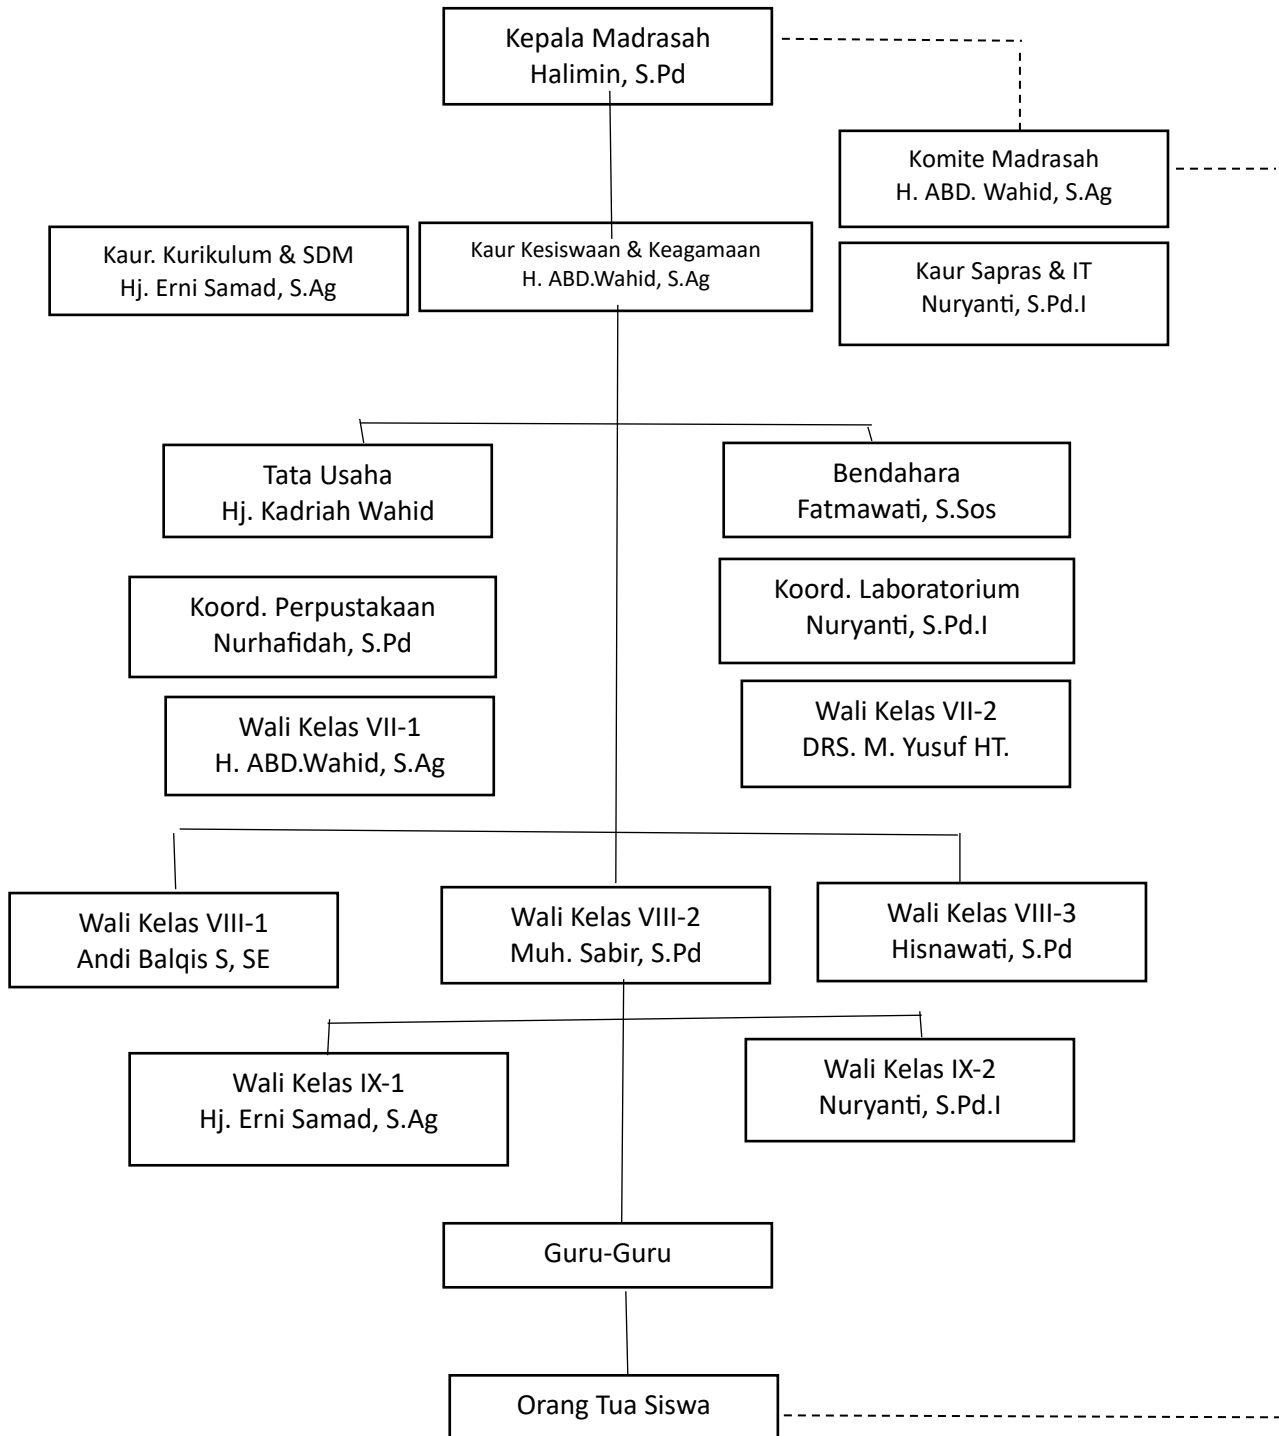 Kepala Madrasah
Halimin, S.Pd
Komite Madrasah
H. ABD. Wahid, S.Ag
Kaur. Kurikulum & SDM
Hj. Erni Samad, S.Ag
Kaur Kesiswaan & Keagamaan
H. ABD.Wahid, S.Ag
Kaur Sapras & IT
Nuryanti, S.Pd.I
Tata Usaha
Hj. Kadriah Wahid
Bendahara
Fatmawati, S.Sos
Koord. Perpustakaan
Nurhafidah, S.Pd
Koord. Laboratorium
Nuryanti, S.Pd.I
Wali Kelas VII-1
H. ABD.Wahid, S.Ag
Wali Kelas VII-2
DRS. M. Yusuf HT.
Wali Kelas VIII-1
Andi Balqis S, SE
Wali Kelas VIII-2
Muh. Sabir, S.Pd
Wali Kelas VIII-3
Hisnawati, S.Pd
Wali Kelas IX-1
Hj. Erni Samad, S.Ag
Wali Kelas IX-2
Nuryanti, S.Pd.I
Guru-Guru
Orang Tua Siswa